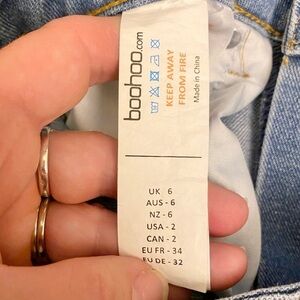 boohoo.com
KEEP AWAY
FROM FIRE
Made in China
UK 6
AUS - 6
NZ - 6
USA - 2
CAN - 2
EU FR - 34
EU DE - 32